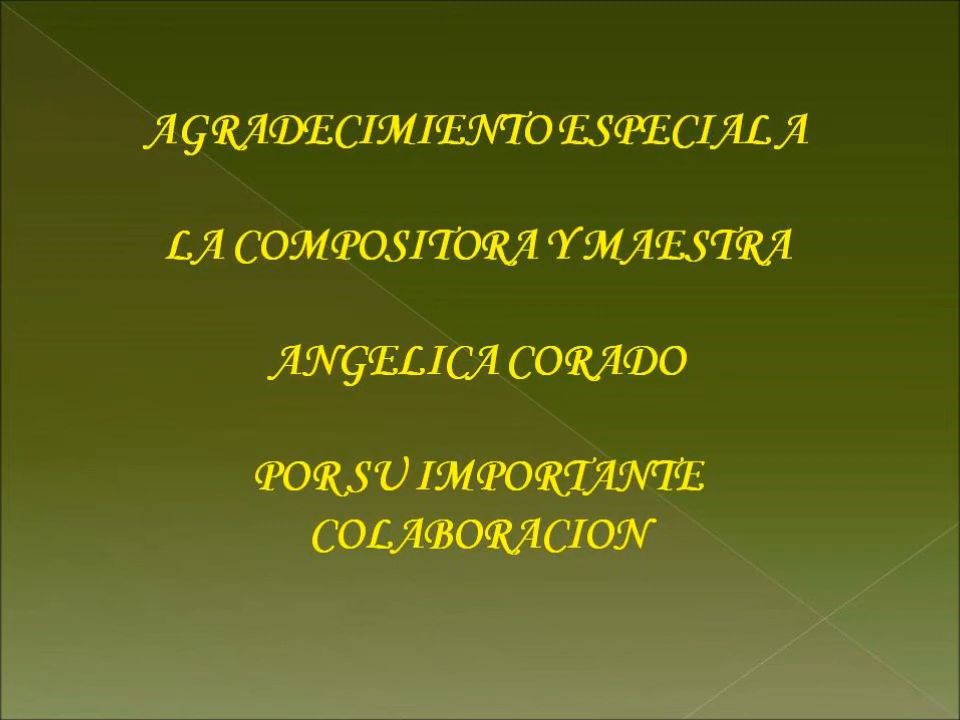 AGRADECIMIENTO ESPECIAL A
LA COMPOSITORA Y MAESTRA
ANGELICA CORADO
POR SU IMPORTANTE
COLABORACION